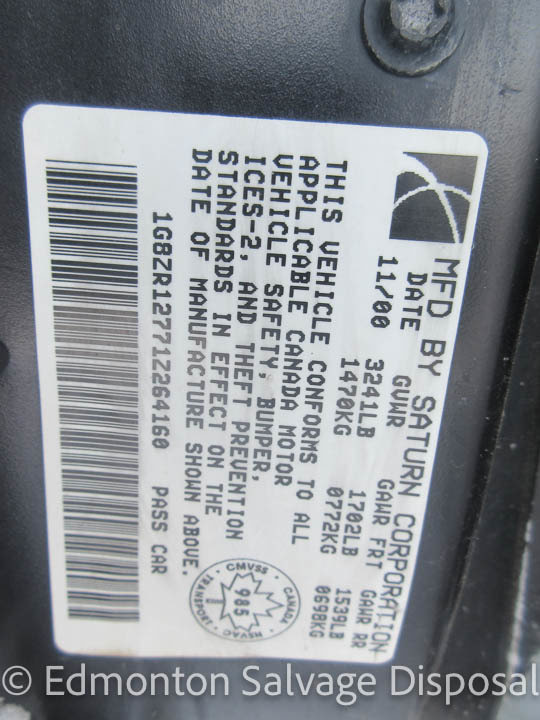 MFD BY SATURN CORPORATION
DATE GVWR GAWR FRT GAWR RR
11/00 3241LB 1702LB 1539LB
1470KG 0772KG 0698KG
THIS VEHICLE CONFORMS TO ALL
APPLICABLE CANADA MOTOR
VEHICLE SAFETY, BUMPER,
ICES-2, AND THEFT PREVENTION
STANDARDS IN EFFECT ON THE
DATE OF MANUFACTURE SHOWN ABOVE.
1G8ZR12771Z264160 PASS CAR
CMVSS
CANADA
NSVAC
TRANSPORT
985
© Edmonton Salvage Disposal